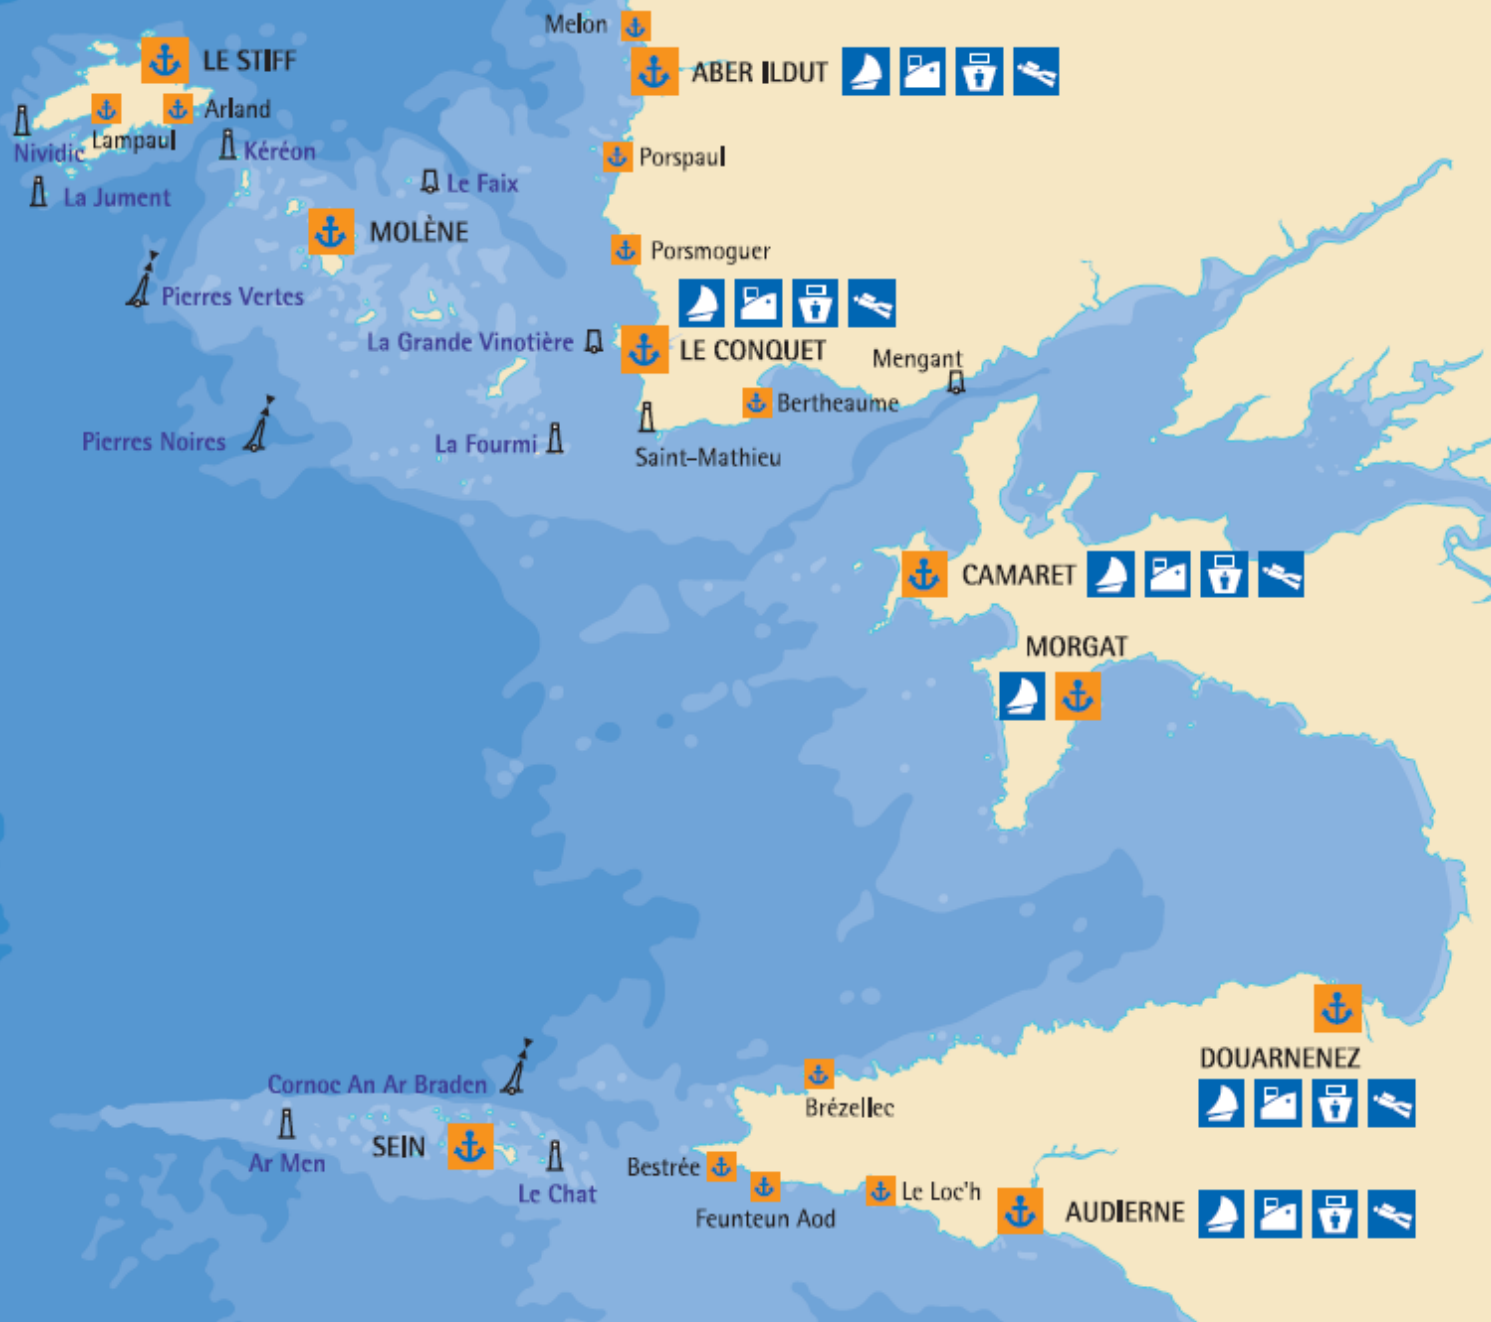 Melon
LE STIFF
ABER ILDUT
Arland
Lampaul
Nividic
Kéréon
Porspaul
Le Faix
La Jument
MOLÈNE
Porsmoguer
Pierres Vertes
La Grande Vinotière
LE CONQUET
Mengant
Bertheaume
Pierres Noires
La Fourmi
Saint-Mathieu
CAMARET
MORGAT
DOUARNENEZ
Cornoc An Ar Braden
Brézellec
SEIN
Ar Men
Bestrée
Le Chat
Le Loc'h
Feunteun Aod
AUDIERNE